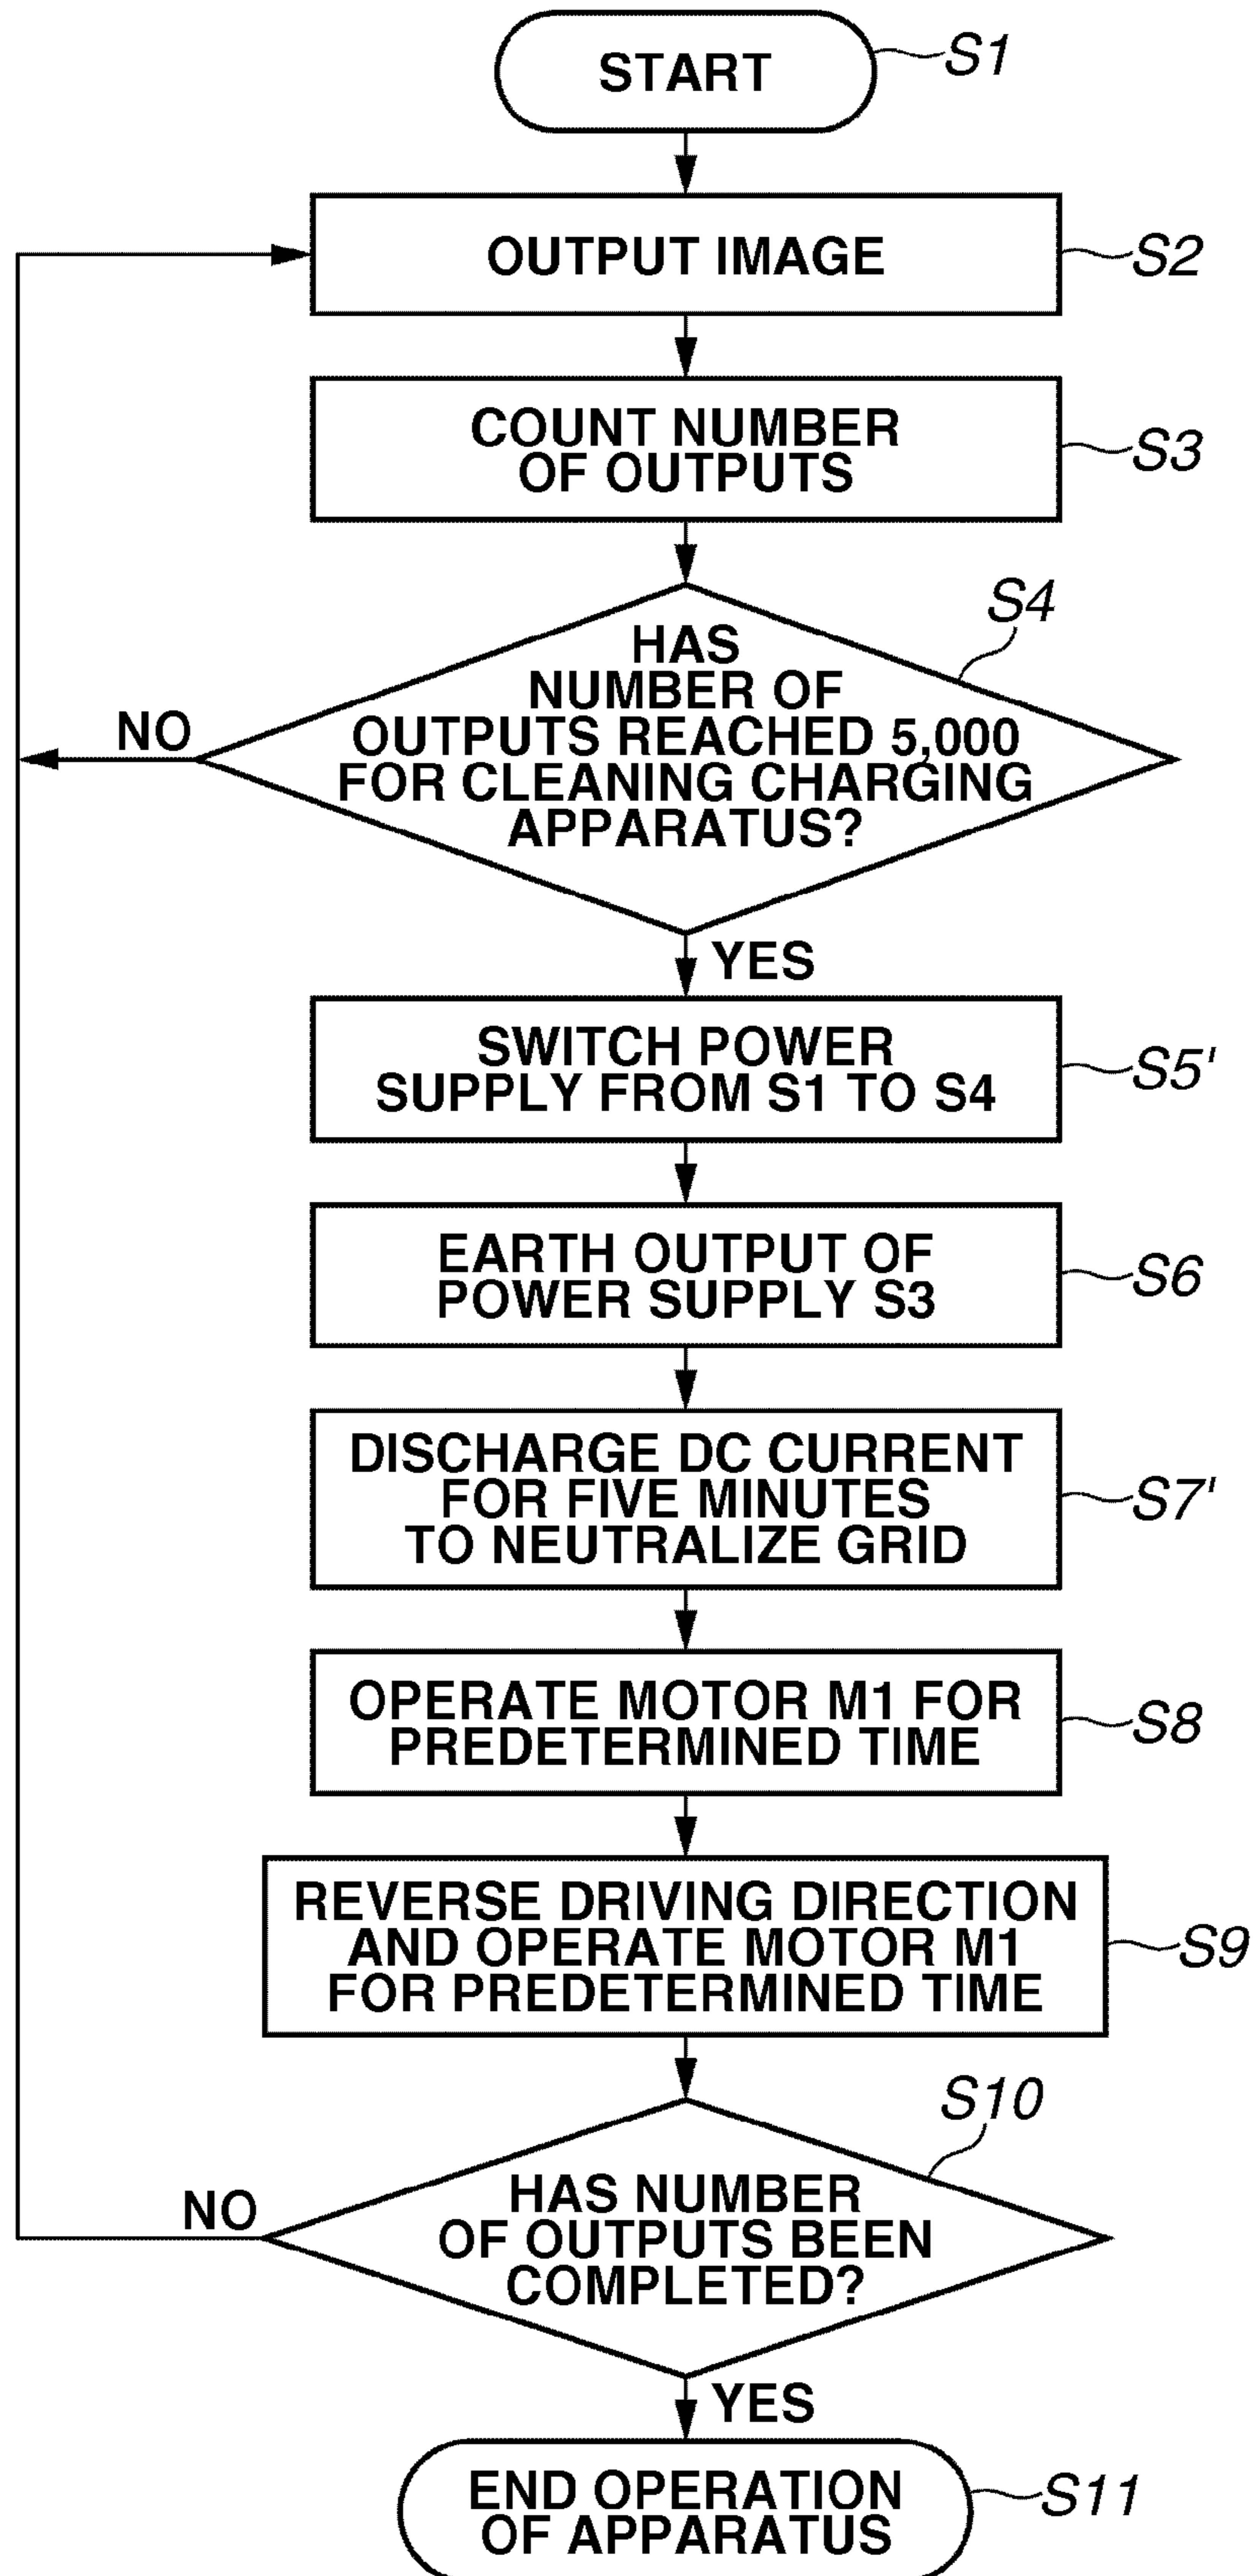 START
S1
OUTPUT IMAGE
S2
COUNT NUMBER
OF OUTPUTS
S3
S4
HAS
NUMBER OF
OUTPUTS REACHED 5,000
FOR CLEANING CHARGING
APPARATUS?
NO
YES
SWITCH POWER
SUPPLY FROM S1 TO S4
S5'
EARTH OUTPUT OF
POWER SUPPLY S3
S6
DISCHARGE DC CURRENT
FOR FIVE MINUTES
TO NEUTRALIZE GRID
S7'
OPERATE MOTOR M1 FOR
PREDETERMINED TIME
S8
REVERSE DRIVING DIRECTION
AND OPERATE MOTOR M1
FOR PREDETERMINED TIME
S9
S10
HAS NUMBER
OF OUTPUTS BEEN
COMPLETED?
NO
YES
END OPERATION
OF APPARATUS
S11